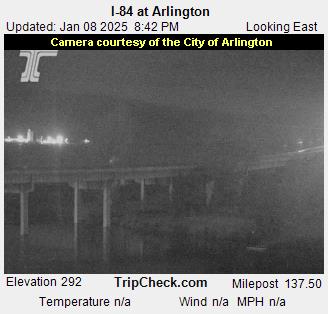 I-84 at Arlington
Updated: Jan 08 2025 8:42 PM Looking East
Camera courtesy of the City of Arlington
Elevation 292 TripCheck.com Milepost 137.50
Temperature n/a Wind n/a MPH n/a